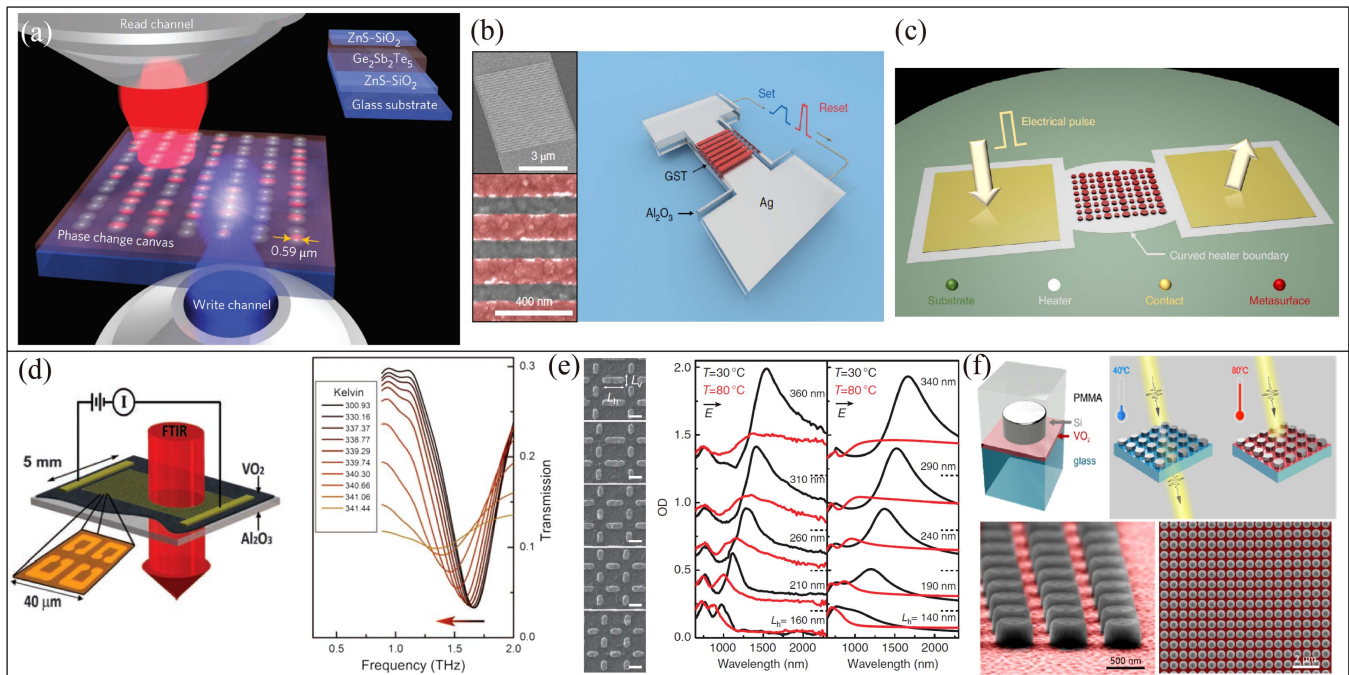 (a)
Read channel
ZnS–SiO₂
Ge₂Sb₂Te₅
ZnS–SiO₂
Glass substrate
Phase change canvas
0.59 μm
Write channel
(b)
3 μm
400 nm
Set
Reset
GST
Al₂O₃
Ag
(c)
Electrical pulse
Curved heater boundary
Substrate
Heater
Contact
Metasurface
(d)
I
FTIR
5 mm
VO₂
Al₂O₃
40 μm
Kelvin
300.93
330.16
337.37
338.77
339.29
339.74
340.30
340.66
341.06
341.44
0.3
0.2
0.1
0.0
Transmission
0.5
1.0
1.5
2.0
Frequency (THz)
(e)
Lᵥ
Lₕ
OD
2.0
1.5
1.0
0.5
0.0
T=30 °C
T=80 °C
E
360 nm
310 nm
260 nm
210 nm
Lₕ= 160 nm
1000
1500
2000
Wavelength (nm)
T=30 °C
T=80 °C
E
340 nm
290 nm
240 nm
190 nm
Lₕ= 140 nm
1000
1500
2000
Wavelength (nm)
(f)
PMMA
Si
VO₂
glass
40°C
80°C
500 nm
2 μm